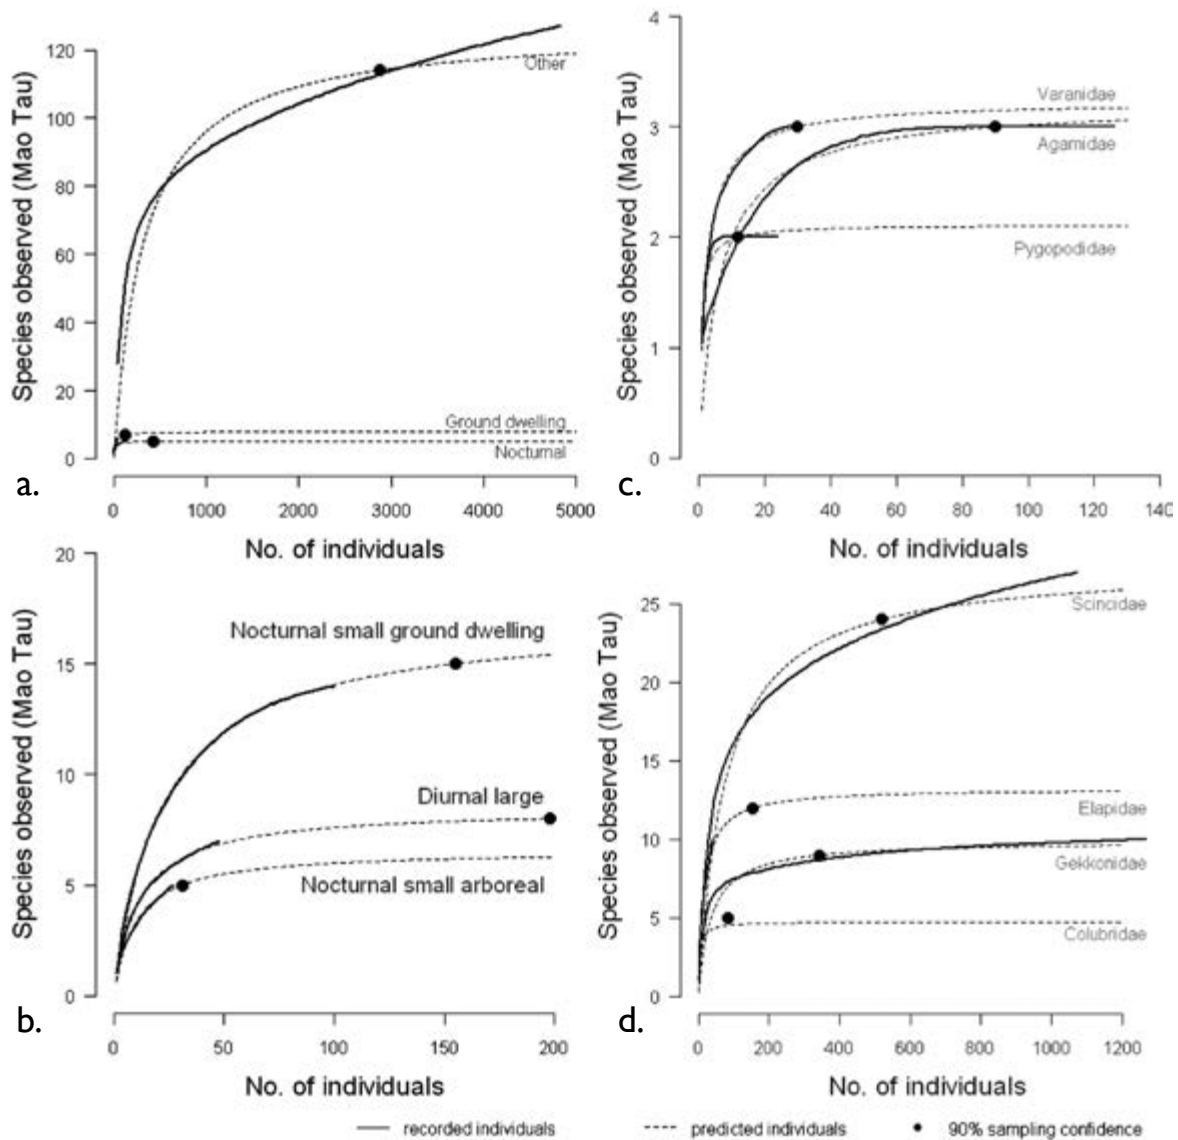 Species observed (Mao Tau)
120
100
80
60
40
20
0
Other
Ground dwelling
Nocturnal
a.
0 1000 2000 3000 4000 5000
No. of individuals
Species observed (Mao Tau)
4
3
2
1
0
Varanidae
Agamidae
Pygopodidae
c.
0 20 40 60 80 100 120 140
No. of individuals
Species observed (Mao Tau)
20
15
10
5
0
Nocturnal small ground dwelling
Diurnal large
Nocturnal small arboreal
b.
0 50 100 150 200
No. of individuals
Species observed (Mao Tau)
25
20
15
10
5
0
Scincidae
Elapidae
Gekkonidae
Colubridae
d.
0 200 400 600 800 1000 1200
No. of individuals
recorded individuals predicted individuals 90% sampling confidence